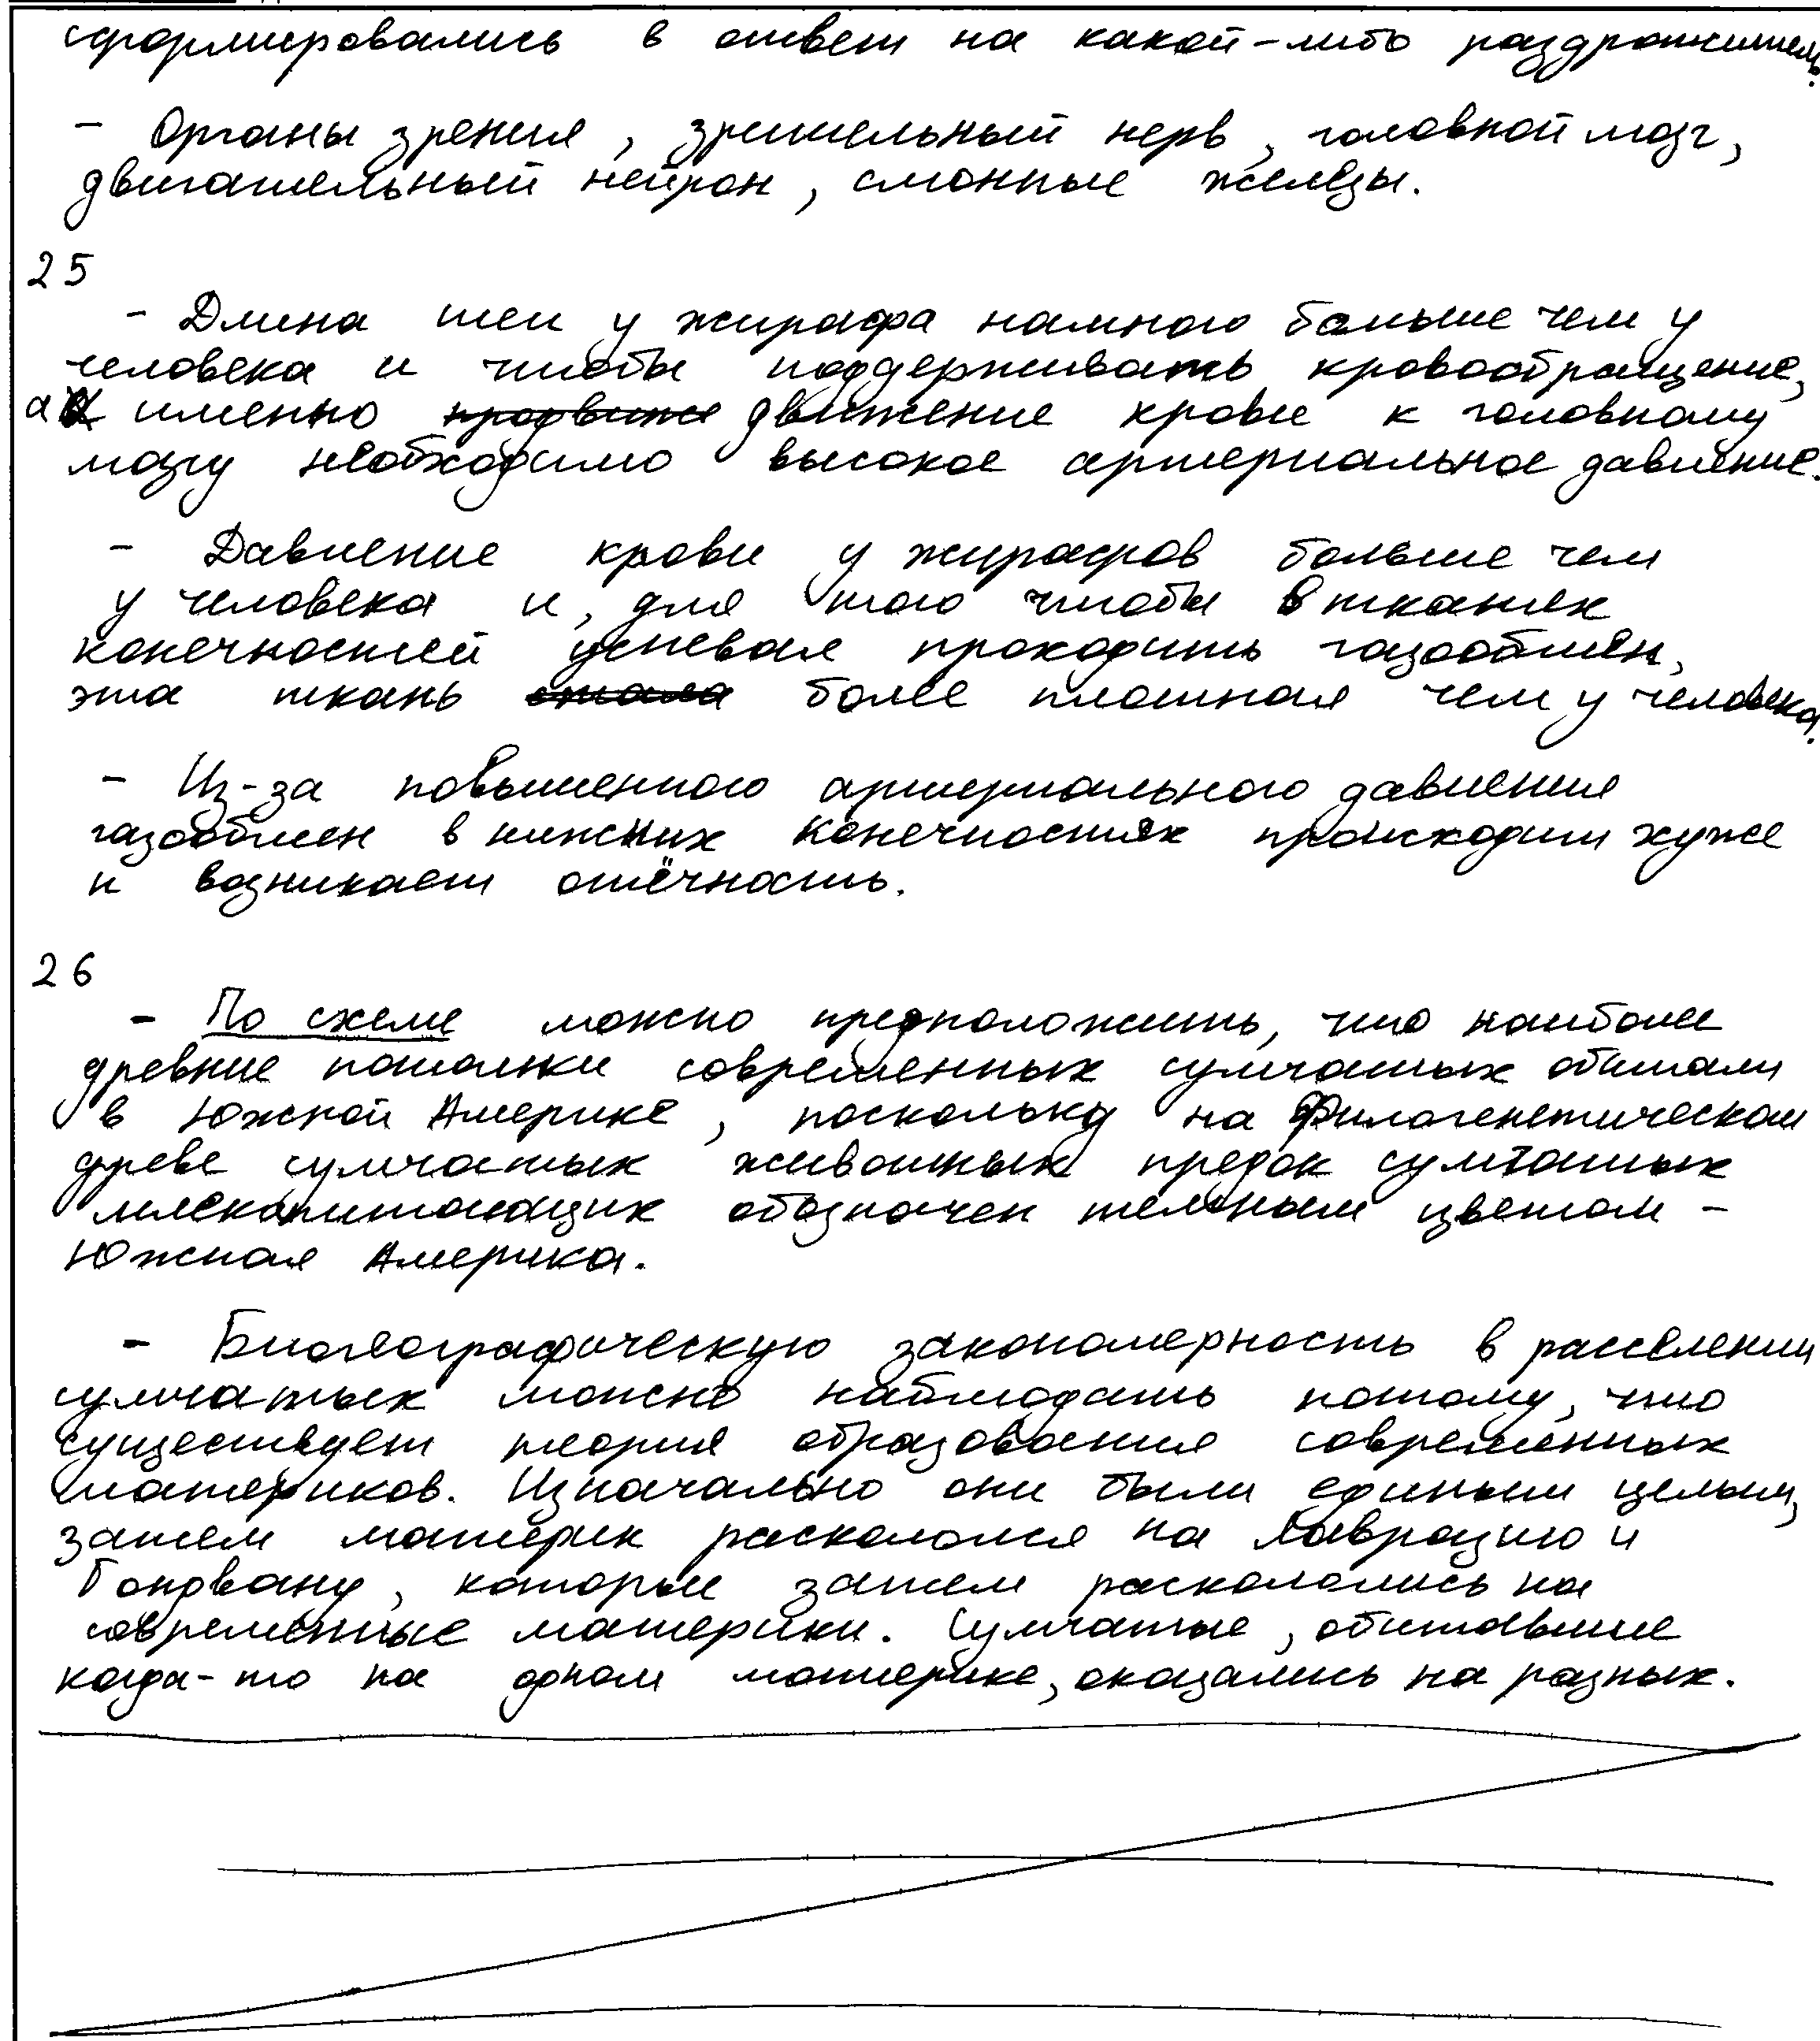 сформировались в ответ на какой-либо раздражитель.
- Органы зрения, зрительный нерв, головной мозг,
двигательный нейрон, слюнные железы.
25
- Длина шеи у жирафа намного больше чем у
человека и чтобы поддерживать кровообращение,
а именно движение крови к головному
мозгу необходимо высокое артериальное давление.
- Давление крови у жирафов больше чем
у человека и, для того чтобы в тканях
конечностей успевал проходить газообмен,
эта ткань более плотная чем у человека.
- Из-за повышенного артериального давления
газообмен в нижних конечностях происходит хуже
и возникает отёчность.
26
- По схеме можно предположить, что наиболее
древние потомки современных сумчатых обитали
в Южной Америке, поскольку на Филогенетическом
древе сумчатых животных предок сумчатых
млекопитающих обозначен темным цветом -
Южная Америка.
- Биогеографическую закономерность в расселении
сумчатых можно наблюдать потому, что
существует теория образования современных
материков. Изначально они были единым целым,
затем материк раскололся на Лавразию и
Гондвану, которые затем раскололись на
современные материки. Сумчатые, обитавшие
когда-то на одном материке, оказались на разных.